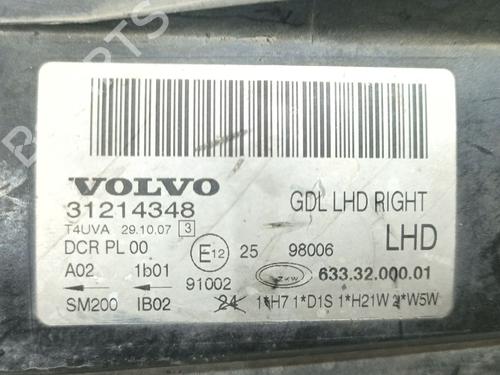 VOLVO
31214348
GDL LHD RIGHT
T4UVA 29.10.07 3
LHD
DCR PL 00 E12 25 98006
A02 1b01 91002 ZKW 633.32.000.01
SM200 IB02 24 1*H7 1*D1S 1*H21W 2*W5W